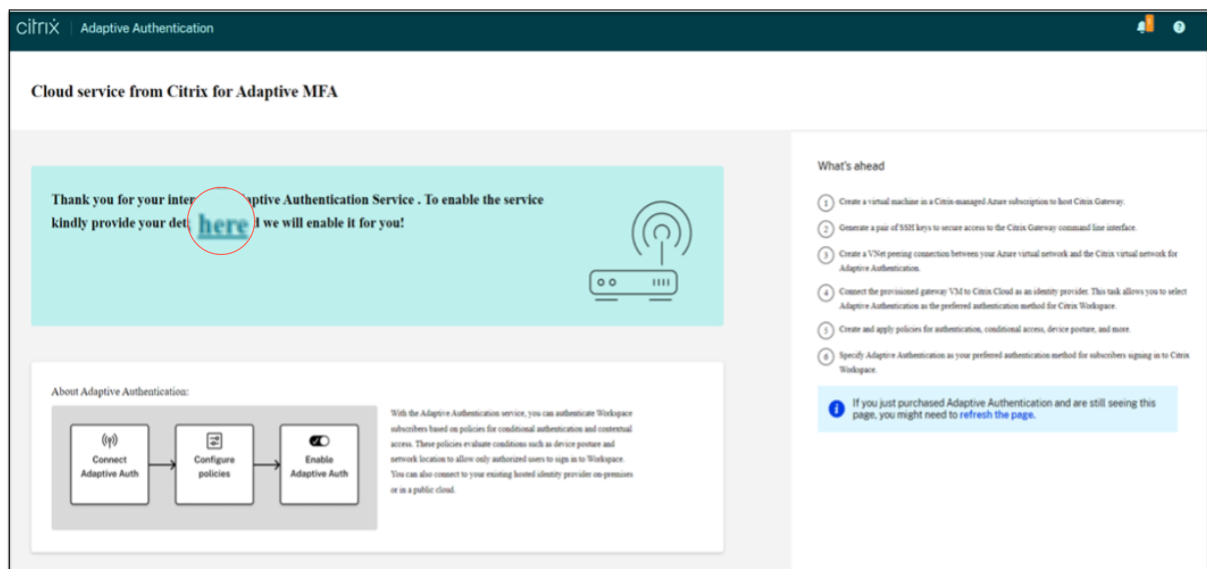 citrix | Adaptive Authentication
Cloud service from Citrix for Adaptive MFA
Thank you for your inter ptive Authentication Service . To enable the service
kindly provide your det here we will enable it for you!
About Adaptive Authentication:
Connect
Adaptive Auth
Configure
policies
Enable
Adaptive Auth
With the Adaptive Authentication service, you can authenticate Workspace
subscribers based on policies for conditional authentication and contextual
access. These policies evaluate conditions such as device posture and
network location to allow only authorized users to sign in to Workspace.
You can also connect to your existing hosted identity provider on-premises
or in a public cloud.
What's ahead
1 Create a virtual machine in a Citrix-managed Azure subscription to host Citrix Gateway.
2 Generate a pair of SSH keys to secure access to the Citrix Gateway command line interface.
3 Create a VNet peering connection between your Azure virtual network and the Citrix virtual network for
Adaptive Authentication.
4 Connect the provisioned gateway VM to Citrix Cloud as an identity provider. This task allows you to select
Adaptive Authentication as the preferred authentication method for Citrix Workspace.
5 Create and apply policies for authentication, conditional access, device posture, and more.
6 Specify Adaptive Authentication as your preferred authentication method for subscribers signing in to Citrix
Workspace.
If you just purchased Adaptive Authentication and are still seeing this
page, you might need to refresh the page.